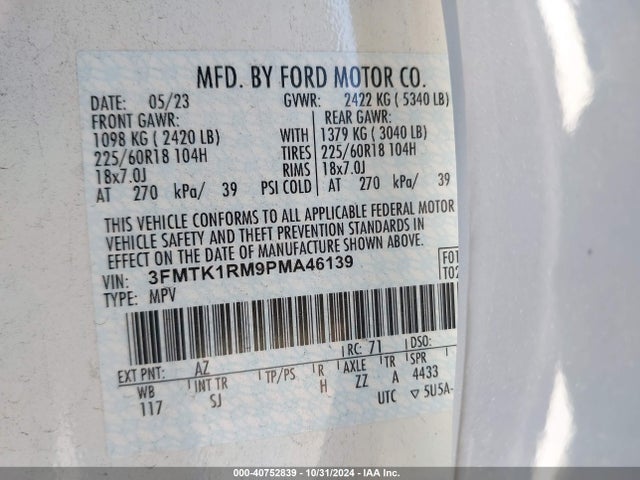 MFD. BY FORD MOTOR CO.
DATE: 05/23 GVWR: 2422 KG ( 5340 LB)
FRONT GAWR: REAR GAWR:
1098 KG ( 2420 LB) WITH 1379 KG ( 3040 LB)
225/60R18 104H TIRES 225/60R18 104H
18x7.0J RIMS 18x7.0J
AT 270 kPa/ 39 PSI COLD AT 270 kPa/ 39
THIS VEHICLE CONFORMS TO ALL APPLICABLE FEDERAL MOTOR
VEHICLE SAFETY AND THEFT PREVENTION STANDARDS IN
EFFECT ON THE DATE OF MANUFACTURE SHOWN ABOVE.
VIN: 3FMTK1RM9PMA46139
TYPE: MPV
F01
T02
EXT PNT: AZ RC: 71 DSO:
WB INT TR TP/PS R AXLE TR SPR
117 SJ H ZZ A 4433
UTC ▽ 5U5A-
000-40752839 - 10/31/2024 - IAA Inc.